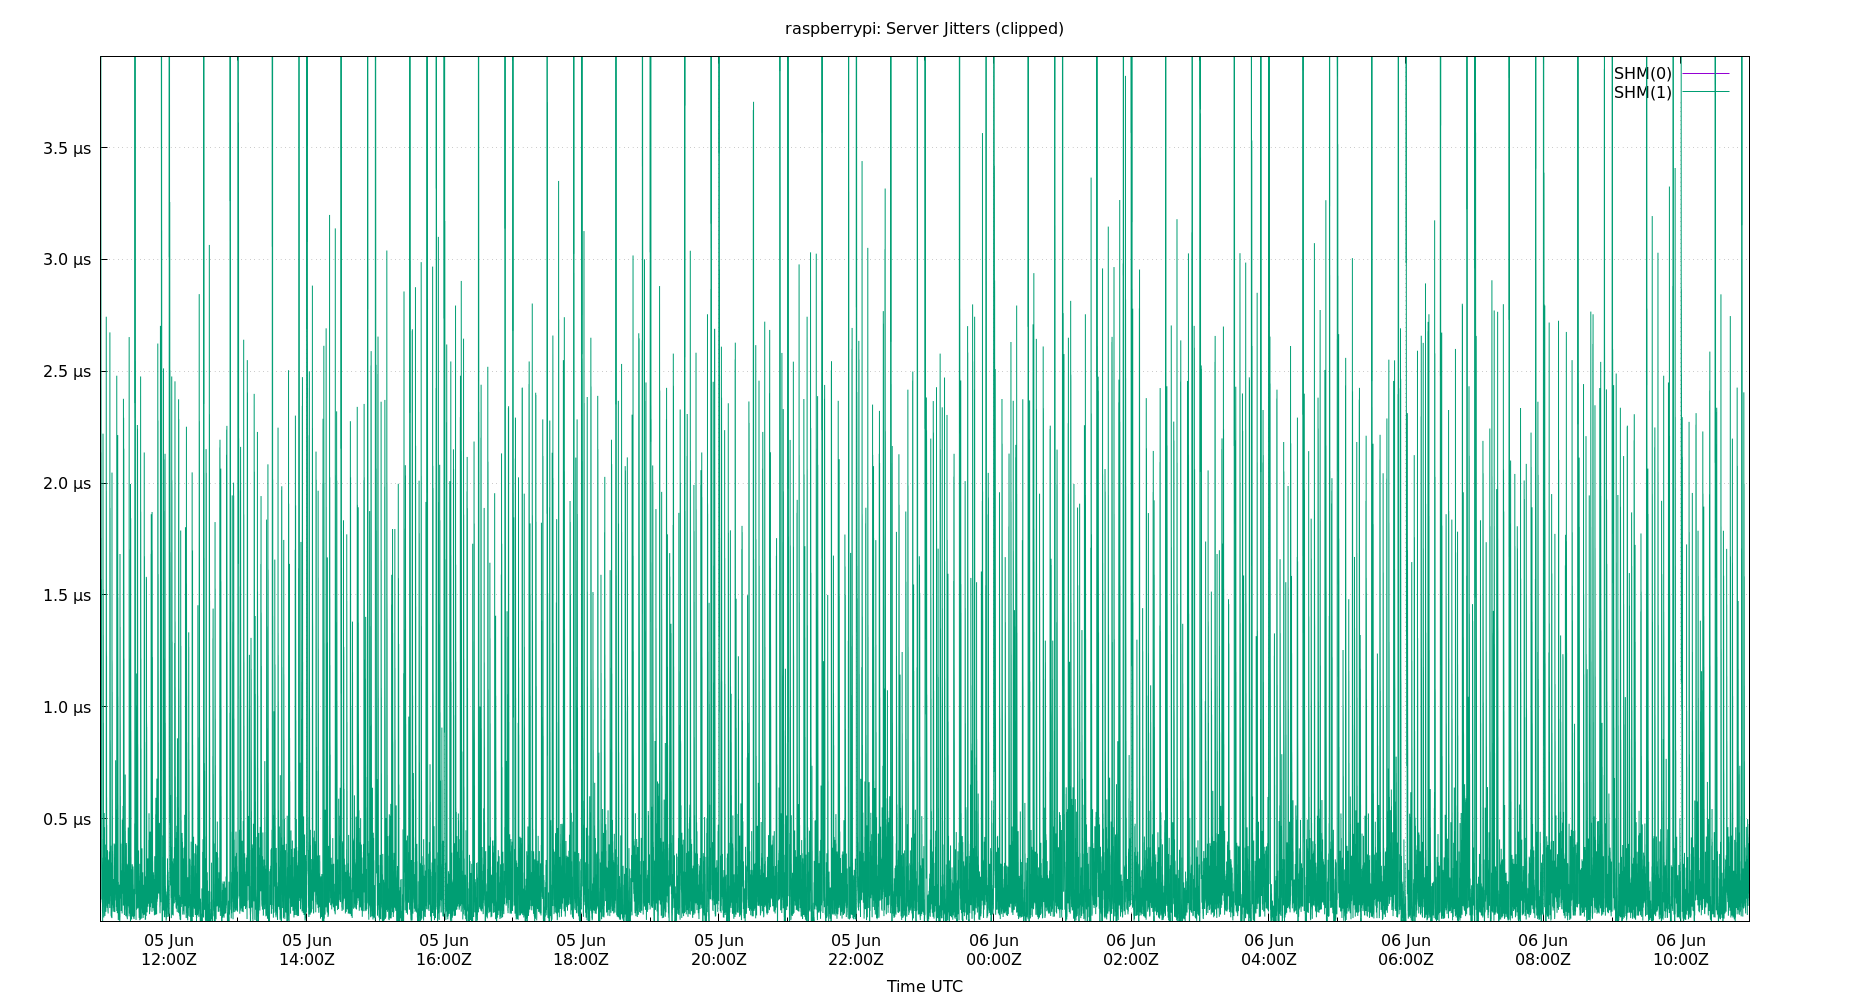 raspberrypi: Server Jitters (clipped)
SHM(0)
SHM(1)
3.5 µs
3.0 µs
2.5 µs
2.0 µs
1.5 µs
1.0 µs
0.5 µs
05 Jun 05 Jun 05 Jun 05 Jun 05 Jun 05 Jun 06 Jun 06 Jun 06 Jun 06 Jun 06 Jun 06 Jun
12:00Z 14:00Z 16:00Z 18:00Z 20:00Z 22:00Z 00:00Z 02:00Z 04:00Z 06:00Z 08:00Z 10:00Z
Time UTC